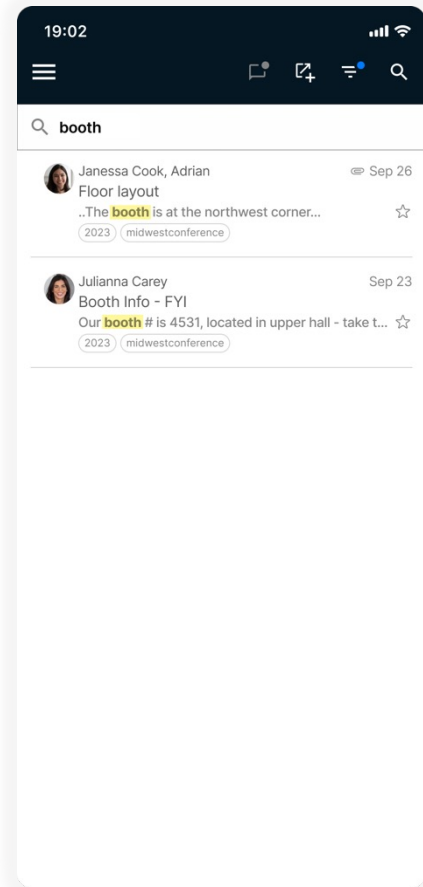 19:02
booth
Janessa Cook, Adrian Sep 26
Floor layout
..The booth is at the northwest corner...
2023 midwestconference
Julianna Carey Sep 23
Booth Info - FYI
Our booth # is 4531, located in upper hall - take t...
2023 midwestconference